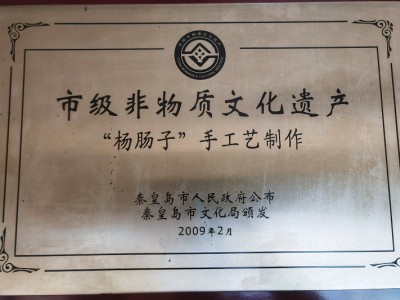 市级非物质文化遗产
“杨肠子”手工艺制作
秦皇岛市人民政府公布
秦皇岛市文化局颁发
2009年2月